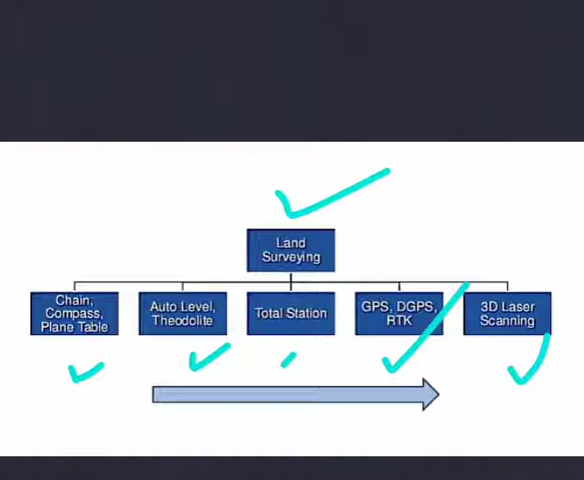 Land
Surveying
Chain,
Compass,
Plane Table
Auto Level,
Theodolite
Total Station
GPS, DGPS,
RTK
3D Laser
Scanning